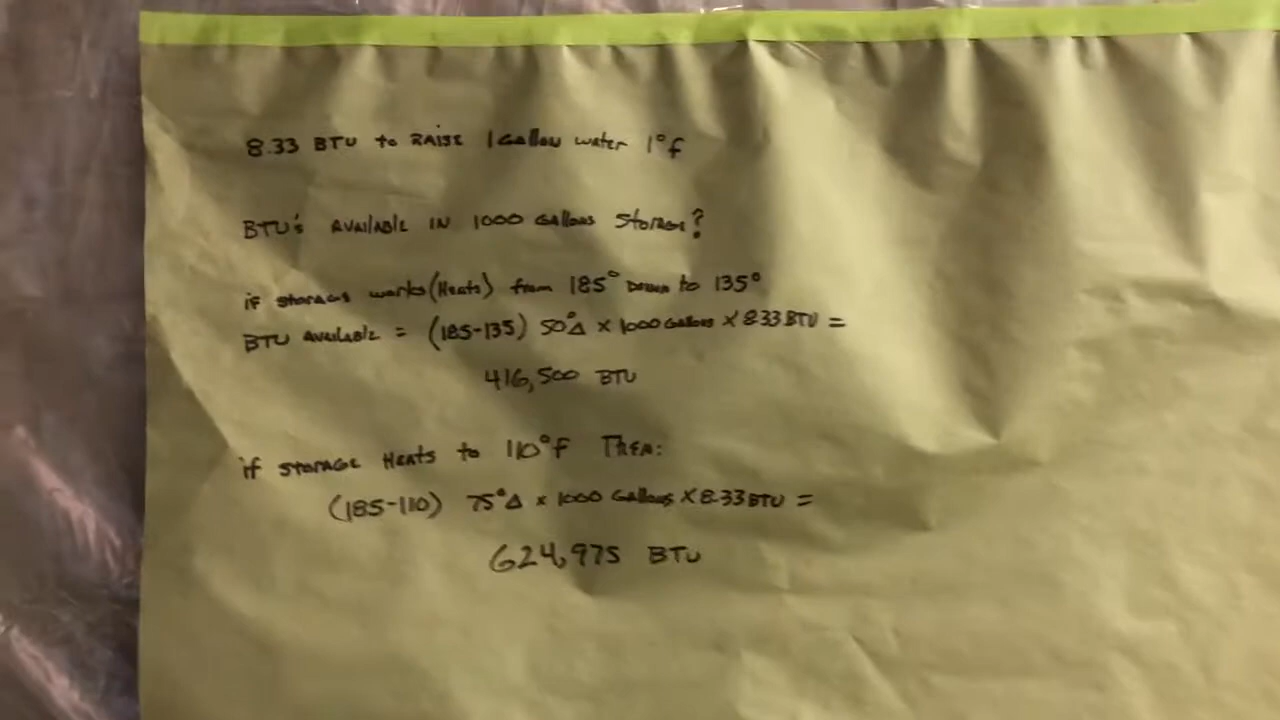 8.33 BTU to RAISE 1 Gallon water 1°f
BTU's AVAILABLE IN 1000 GALLONS Storage?
if storage works (Heats) from 185° Down to 135°
BTU AVAILABLE = (185-135) 50°Δ x 1000 GALLONS x 8.33 BTU =
416,500 BTU
if STORAGE HEATS to 110°f THEN:
(185-110) 75°Δ x 1000 GALLONS x 8.33 BTU =
624,975 BTU